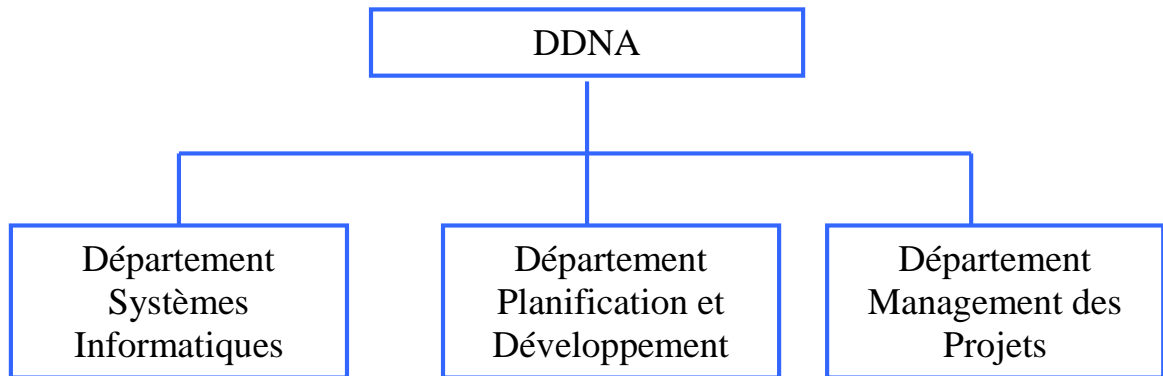 DDNA
Département
Systèmes
Informatiques
Département
Planification et
Développement
Département
Management des
Projets